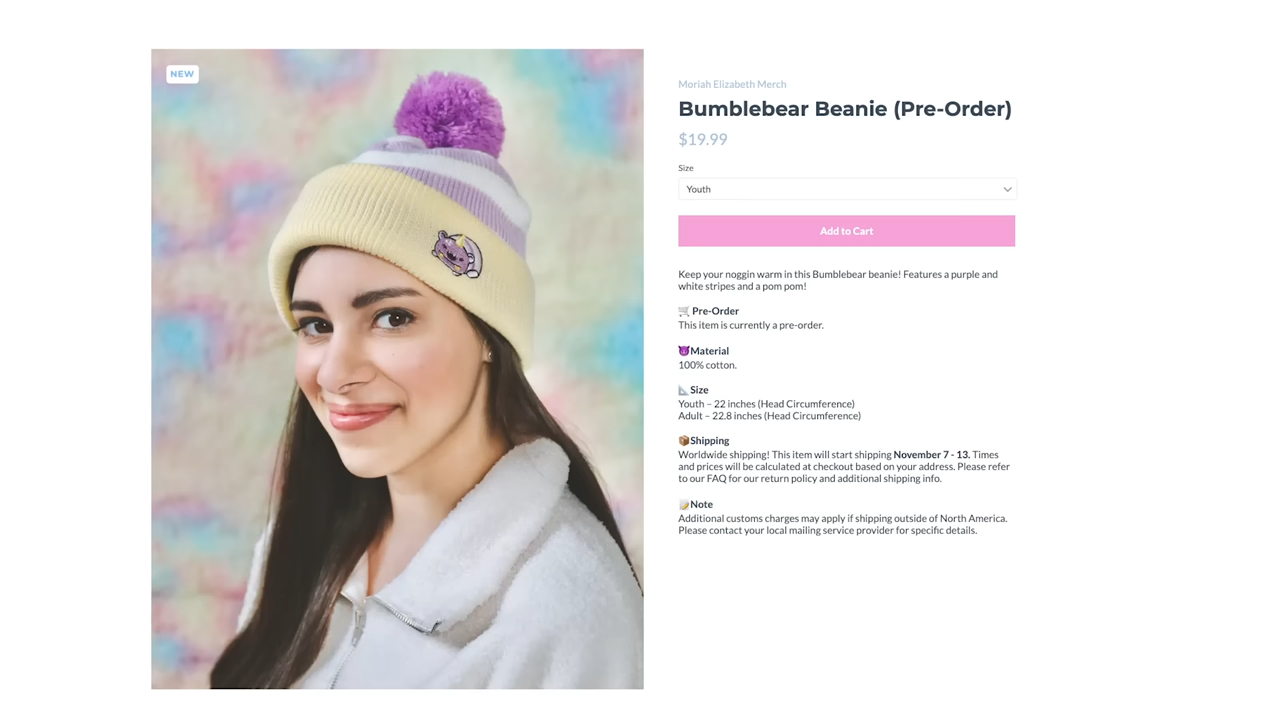 NEW
Moriah Elizabeth Merch
Bumblebear Beanie (Pre-Order)
$19.99
Size
Youth
Add to Cart
Keep your noggin warm in this Bumblebear beanie! Features a purple and
white stripes and a pom pom!
🛒 Pre-Order
This item is currently a pre-order.
😈Material
100% cotton.
📐Size
Youth – 22 inches (Head Circumference)
Adult – 22.8 inches (Head Circumference)
📦Shipping
Worldwide shipping! This item will start shipping November 7 - 13. Times
and prices will be calculated at checkout based on your address. Please refer
to our FAQ for our return policy and additional shipping info.
📝Note
Additional customs charges may apply if shipping outside of North America.
Please contact your local mailing service provider for specific details.